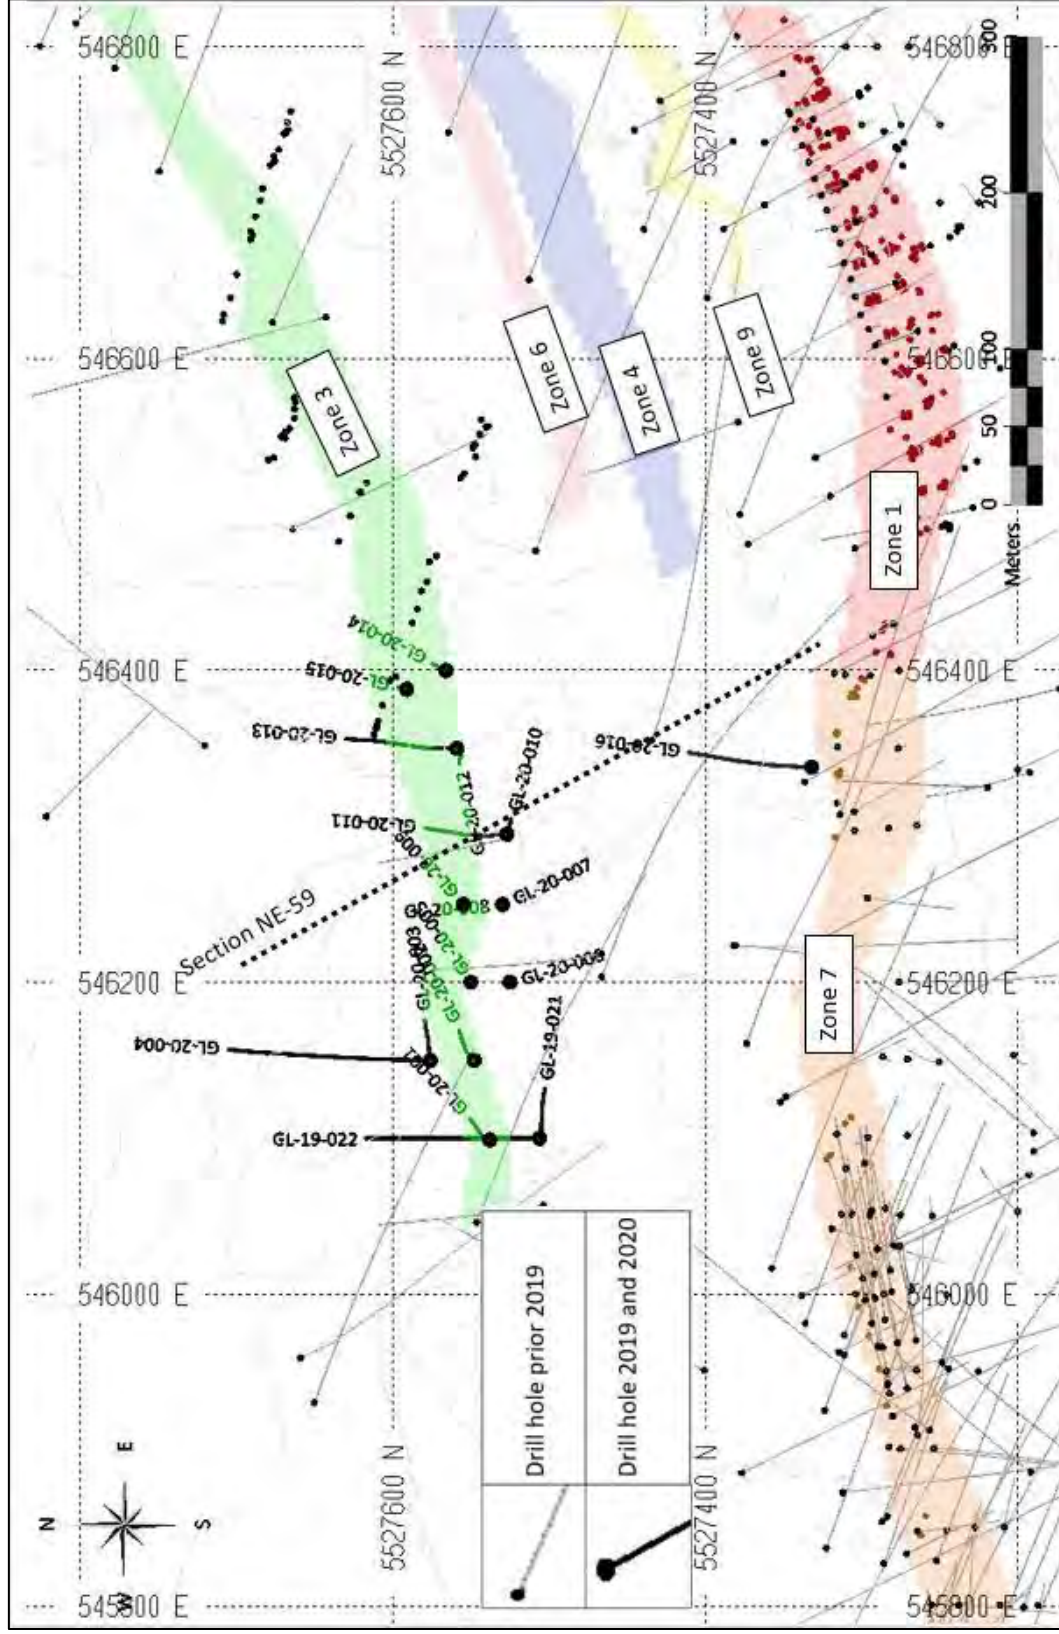 546800 E
546800 E
5527600 N
5527400 N
300
200
100
50
0
Meters
546600 E
546600 E
Zone 3
Zone 6
Zone 4
Zone 9
Zone 1
546400 E
546400 E
GL-20-014
GL-20-015
GL-20-013
GL-20-012
GL-20-010
GL-20-011
GL-20-016
Section NE-59
GL-20-007
GL-20-003
546200 E
GL-20-004
GL-19-021
GL-19-022
Zone 7
546000 E
546000 E
Drill hole prior 2019
Drill hole 2019 and 2020
5527600 N
5527400 N
N
E
S
W
545800 E
545800 E